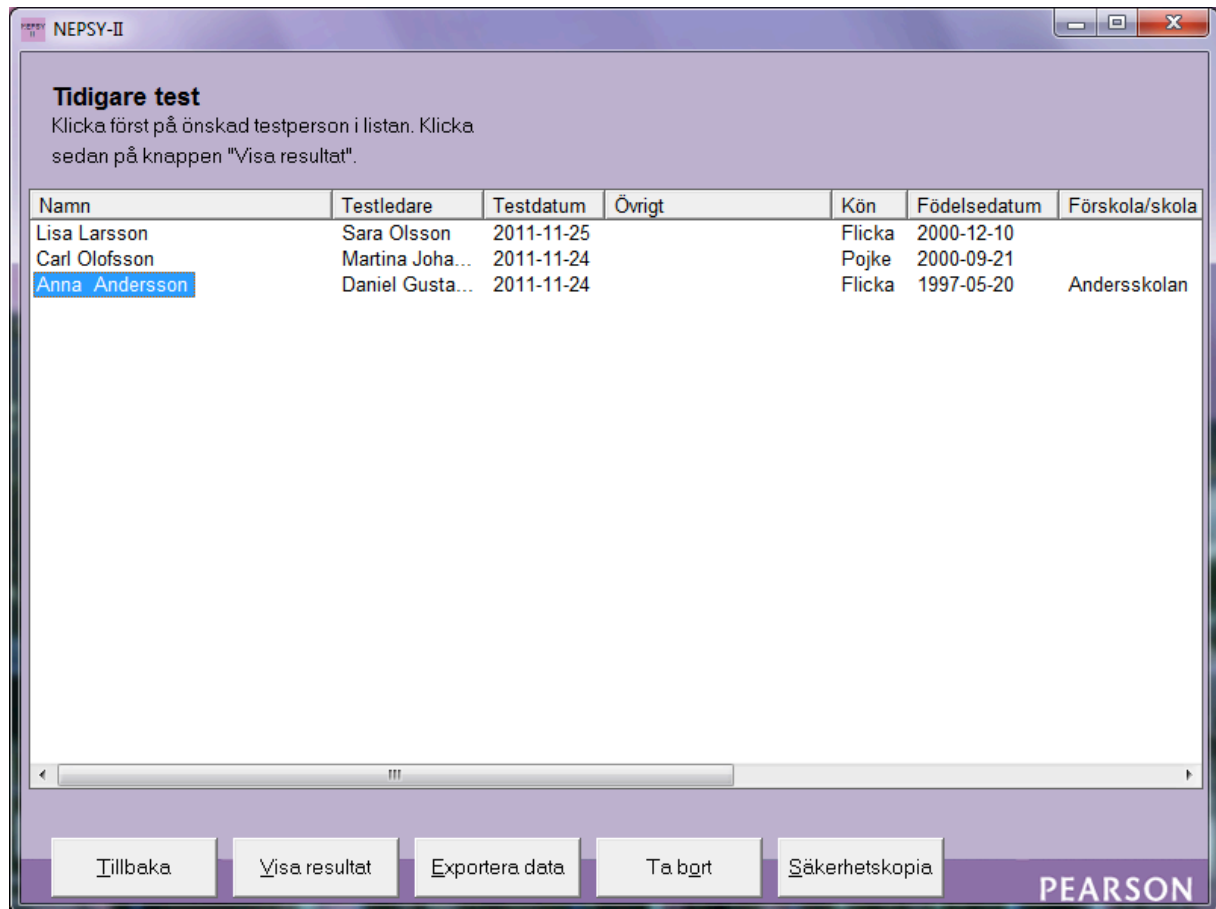 NEPSY II NEPSY-II
Tidigare test
Klicka först på önskad testperson i listan. Klicka
sedan på knappen "Visa resultat".
Namn Testledare Testdatum Övrigt Kön Födelsedatum Förskola/skola
Lisa Larsson Sara Olsson 2011-11-25 Flicka 2000-12-10
Carl Olofsson Martina Joha... 2011-11-24 Pojke 2000-09-21
Anna Andersson Daniel Gusta... 2011-11-24 Flicka 1997-05-20 Andersskolan
Tillbaka Visa resultat Exportera data Ta bort Säkerhetskopia
PEARSON